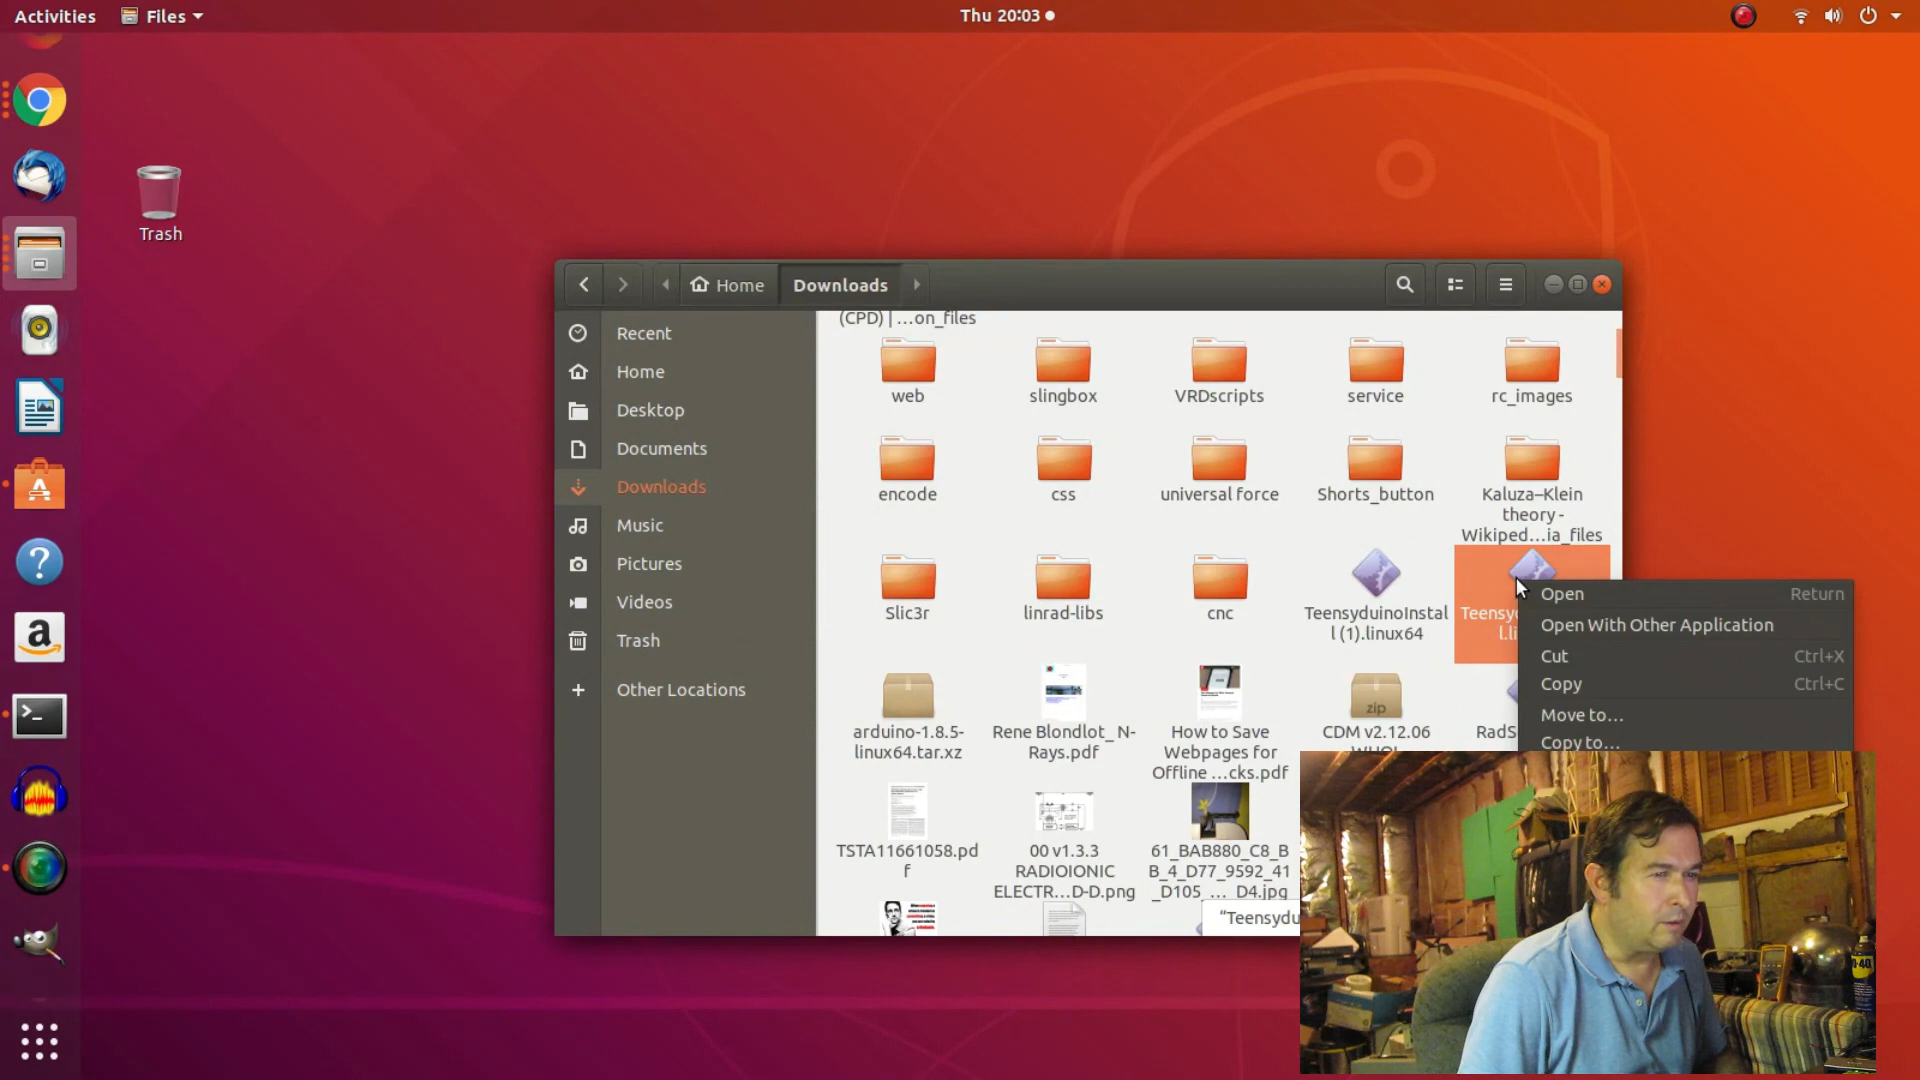 Activities
Files
Thu 20:03
Trash
Home
Downloads
Recent
Home
Desktop
Documents
Downloads
Music
Pictures
Videos
Trash
Other Locations
(CPD) | …on_files
web
slingbox
VRDscripts
service
rc_images
encode
css
universal force
Shorts_button
Kaluza–Klein
theory -
Wikiped…ia_files
Slic3r
linrad-libs
cnc
TeensyduinoInstal
l (1).linux64
Teensy
l.li
Open Return
Open With Other Application
Cut Ctrl+X
Copy Ctrl+C
Move to…
Copy to…
zip
arduino-1.8.5-
linux64.tar.xz
Rene Blondlot_ N-
Rays.pdf
How to Save
Webpages for
Offline …cks.pdf
CDM v2.12.06
WHQL
RadS
TSTA11661058.pd
f
00 v1.3.3
RADIOIONIC
ELECTR…D-D.png
61_BAB880_C8_B
B_4_D77_9592_41
_D105_ … D4.jpg
“Teensydu